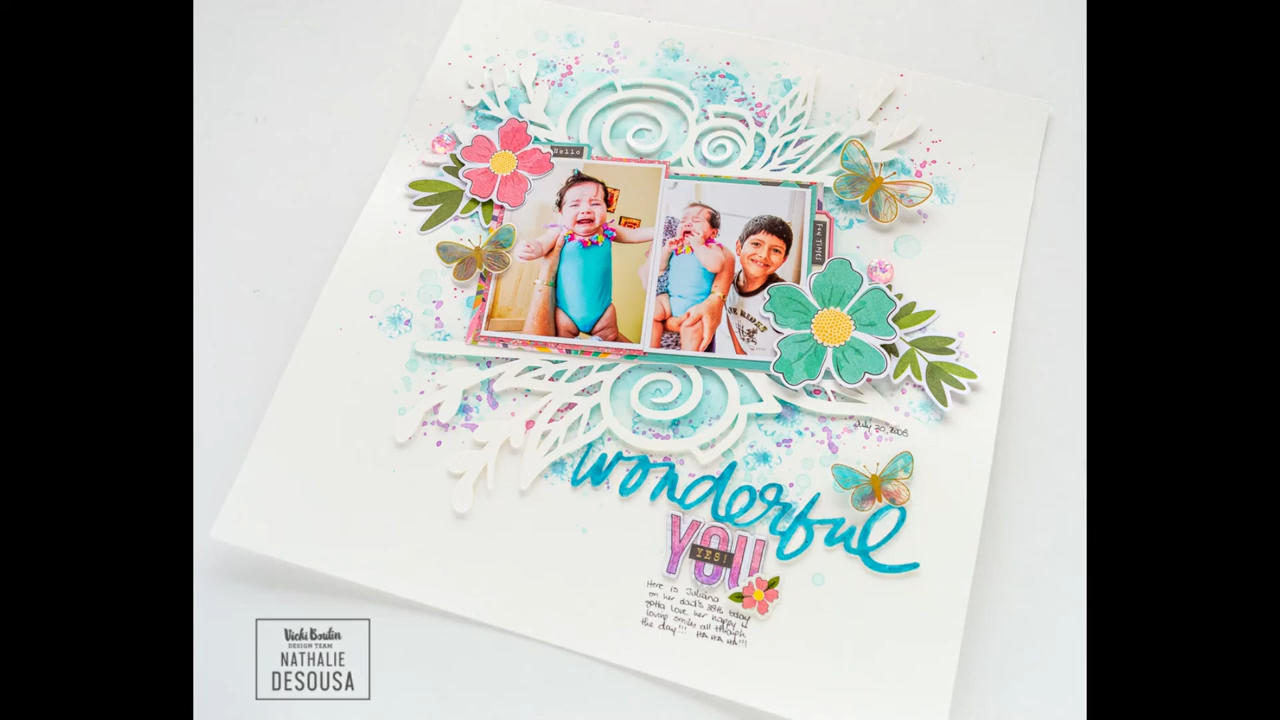 Hello
FUN TIMES
July 20, 2008
wonderful
YOU
YES!
Here is Juliana
on her dad's 38th today
gotta love her happy &
loving smiles all through
the day!!! HA HA HA!!!
Vicki Boutin
DESIGN TEAM
NATHALIE
DESOUSA